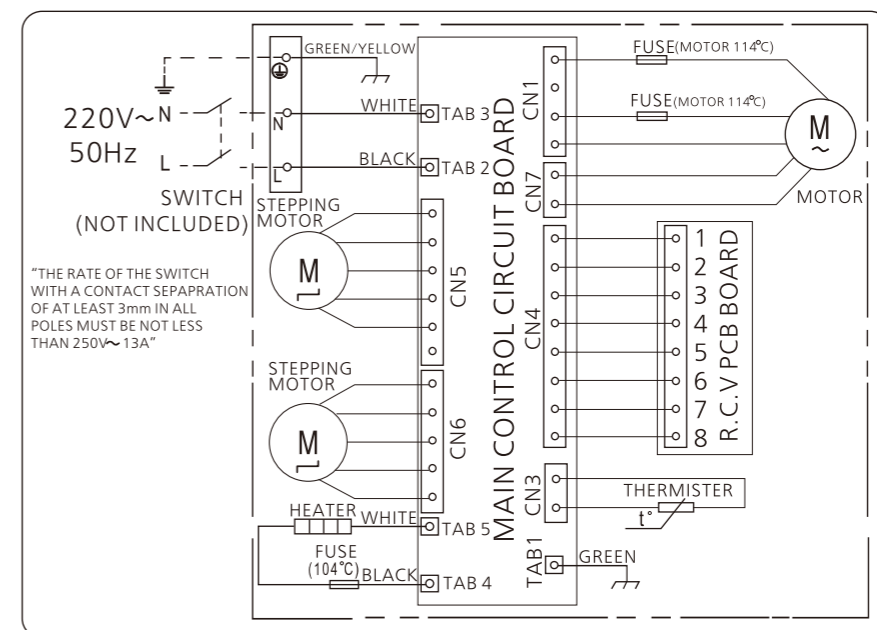 GREEN/YELLOW
220V~ N
50Hz
L
N
L
SWITCH
(NOT INCLUDED)
"THE RATE OF THE SWITCH
WITH A CONTACT SEPAPRATION
OF AT LEAST 3mm IN ALL
POLES MUST BE NOT LESS
THAN 250V~ 13A"
WHITE
TAB 3
BLACK
TAB 2
STEPPING
MOTOR
M
CN5
STEPPING
MOTOR
M
CN6
HEATER
WHITE
TAB 5
FUSE
(104°C)
BLACK
TAB 4
MAIN CONTROL CIRCUIT BOARD
CN1
FUSE(MOTOR 114°C)
FUSE(MOTOR 114°C)
M
~
MOTOR
CN7
CN4
1
2
3
4
5
6
7
8
R.C.V PCB BOARD
CN3
THERMISTER
t°
TAB1
GREEN